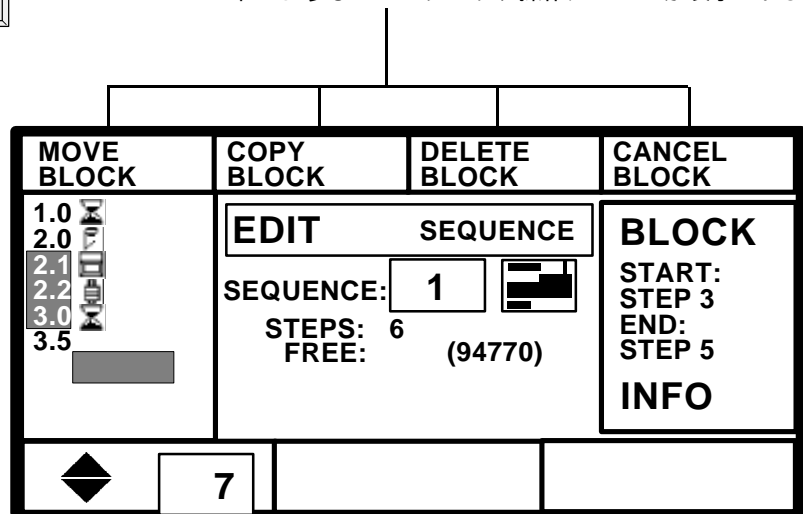 MOVE
BLOCK
COPY
BLOCK
DELETE
BLOCK
CANCEL
BLOCK
1.0
2.0
2.1
2.2
3.0
3.5
EDIT SEQUENCE
SEQUENCE: 1
STEPS: 6
FREE: (94770)
BLOCK
START:
STEP 3
END:
STEP 5
INFO
7